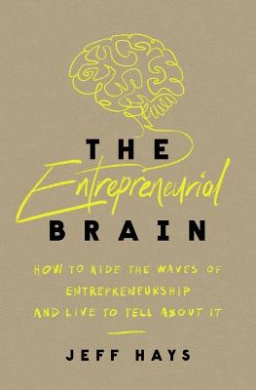 THE
Entrepreneurial
BRAIN
HOW TO RIDE THE WAVES OF
ENTREPRENEURSHIP
AND LIVE TO TELL ABOUT IT
JEFF HAYS